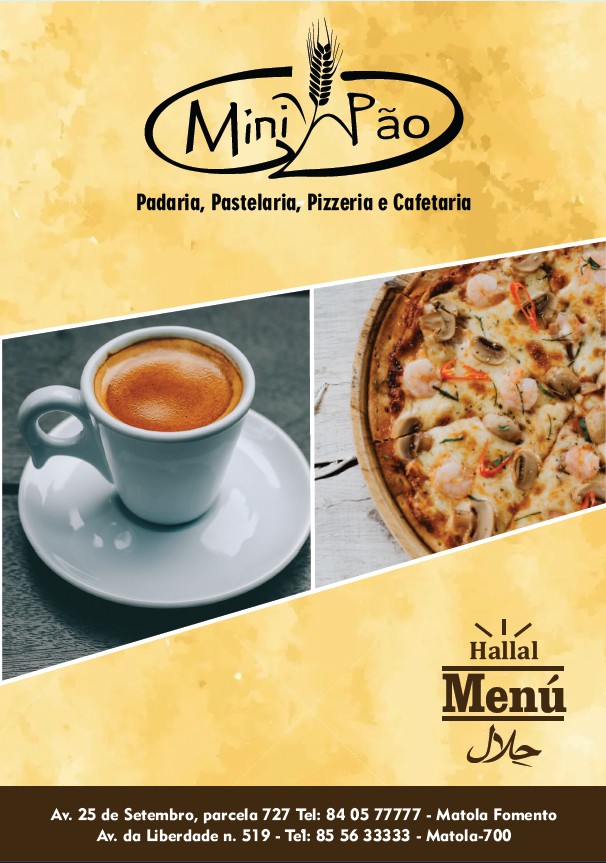 Mini Pão
Padaria, Pastelaria, Pizzeria e Cafetaria
Hallal
Menú
حلال
Av. 25 de Setembro, parcela 727 Tel: 84 05 77777 - Matola Fomento
Av. da Liberdade n. 519 - Tel: 85 56 33333 - Matola-700